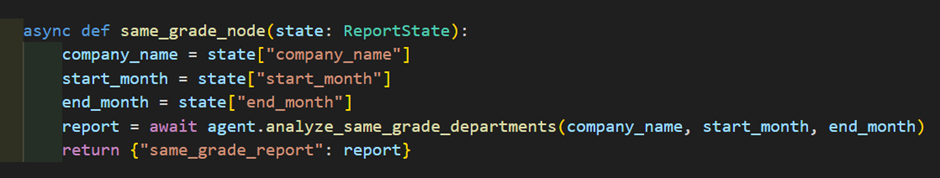 async def same_grade_node(state: ReportState):
    company_name = state["company_name"]
    start_month = state["start_month"]
    end_month = state["end_month"]
    report = await agent.analyze_same_grade_departments(company_name, start_month, end_month)
    return {"same_grade_report": report}